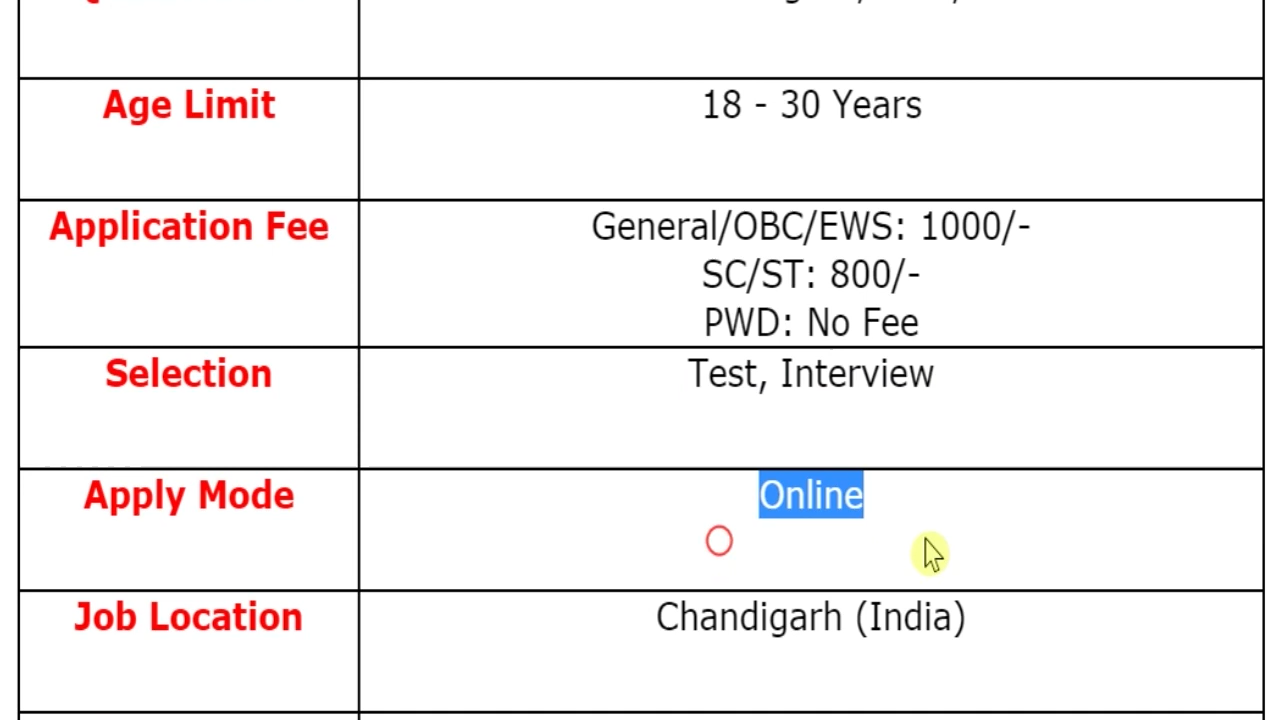 Age Limit
18 - 30 Years
Application Fee
General/OBC/EWS: 1000/-
SC/ST: 800/-
PWD: No Fee
Selection
Test, Interview
Apply Mode
Online
Job Location
Chandigarh (India)